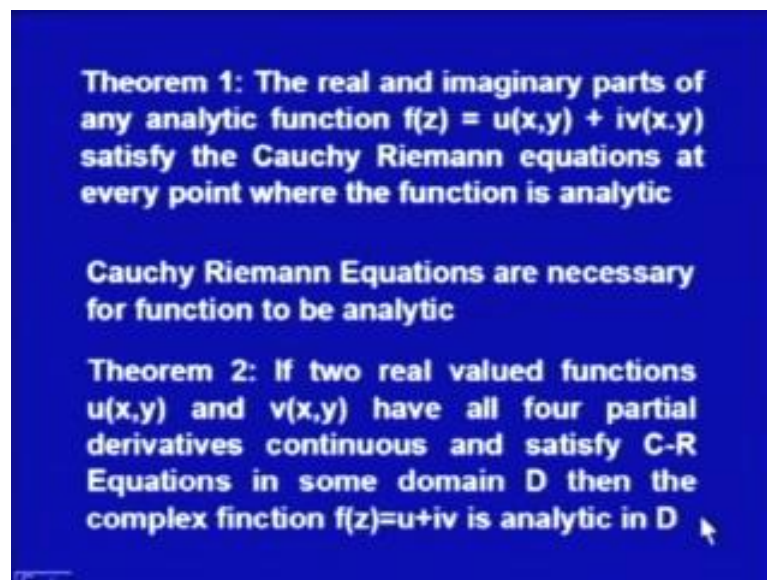 Theorem 1: The real and imaginary parts of
any analytic function f(z) = u(x,y) + iv(x.y)
satisfy the Cauchy Riemann equations at
every point where the function is analytic
Cauchy Riemann Equations are necessary
for function to be analytic
Theorem 2: If two real valued functions
u(x,y) and v(x,y) have all four partial
derivatives continuous and satisfy C-R
Equations in some domain D then the
complex finction f(z)=u+iv is analytic in D